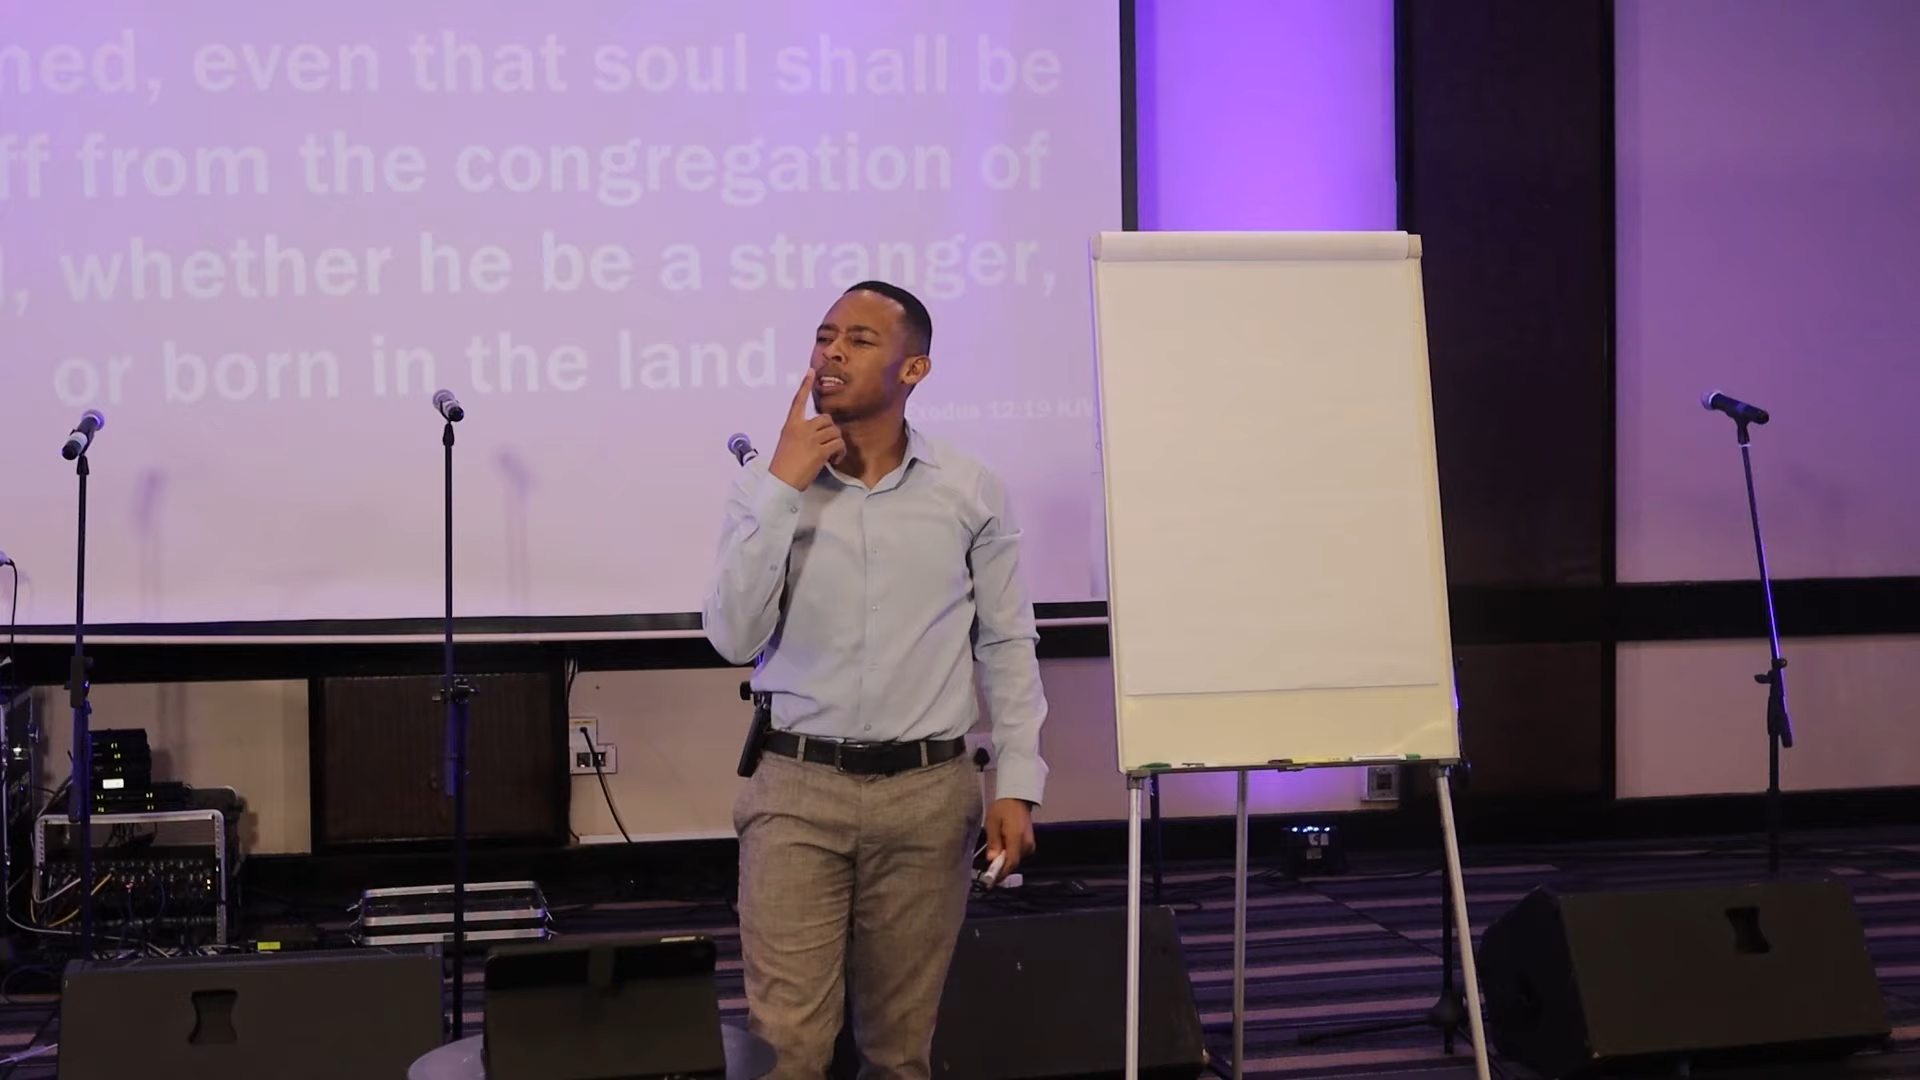 ned, even that soul shall be
ff from the congregation of
, whether he be a stranger,
or born in the land.
Exodus 12:19 KJV